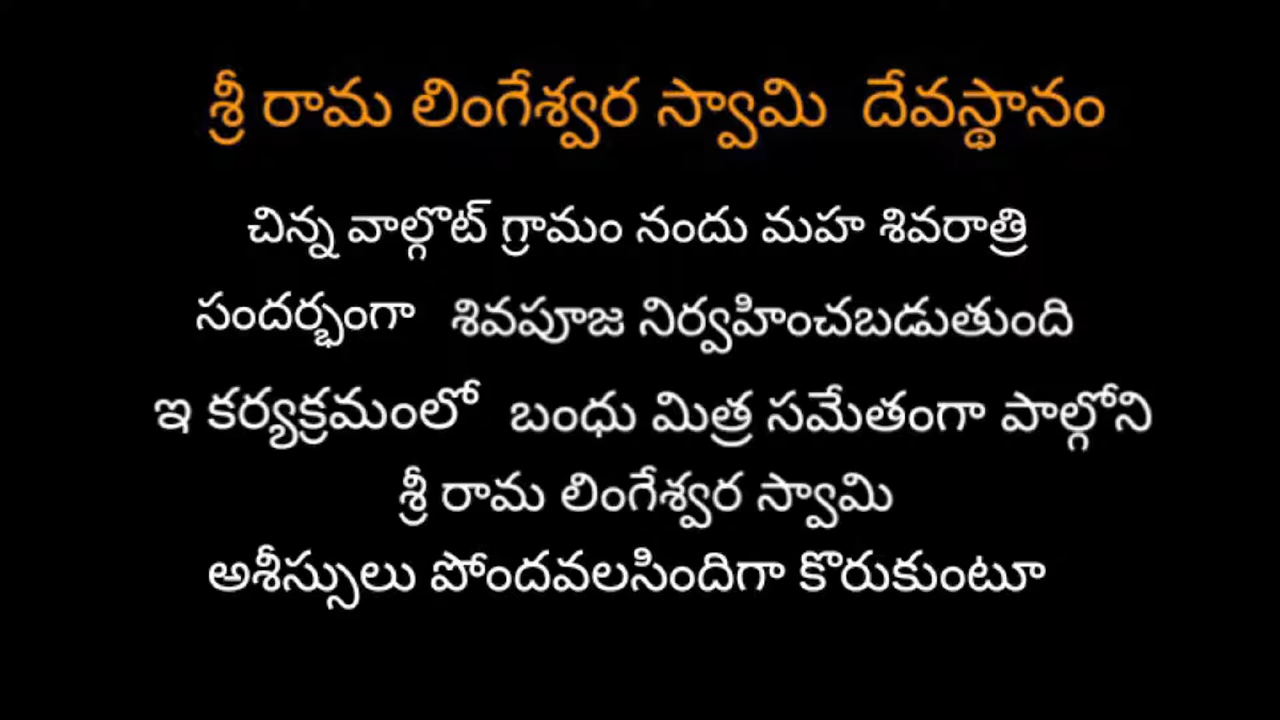 శ్రీ రామ లింగేశ్వర స్వామి దేవస్థానం
చిన్న వాల్గొట్ గ్రామం నందు మహ శివరాత్రి
సందర్భంగా శివపూజ నిర్వహించబడుతుంది
ఇ కర్యక్రమంలో బంధు మిత్ర సమేతంగా పాల్గోని
శ్రీ రామ లింగేశ్వర స్వామి
అశీస్సులు పోందవలసిందిగా కొరుకుంటూ